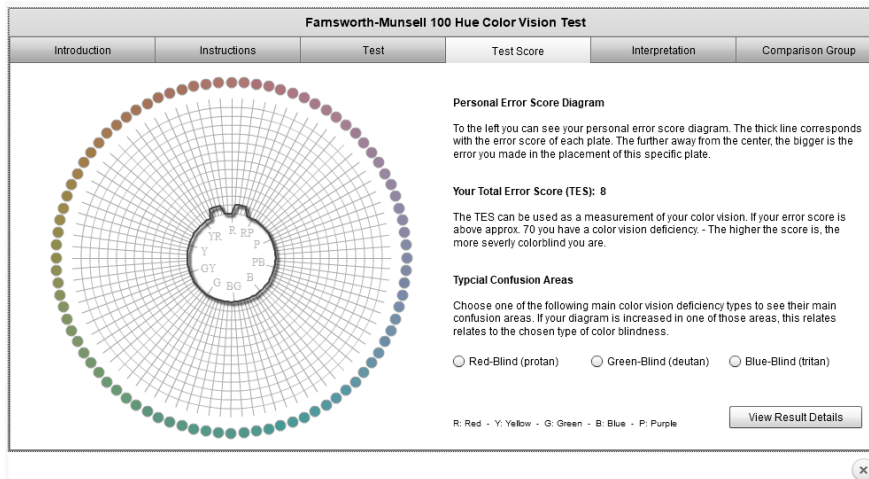 Farnsworth-Munsell 100 Hue Color Vision Test
Introduction
Instructions
Test
Test Score
Interpretation
Comparison Group
Personal Error Score Diagram
To the left you can see your personal error score diagram. The thick line corresponds
with the error score of each plate. The further away from the center, the bigger is the
error you made in the placement of this specific plate.
Your Total Error Score (TES): 8
The TES can be used as a measurement of your color vision. If your error score is
above approx. 70 you have a color vision deficiency. - The higher the score is, the
more severly colorblind you are.
Typcial Confusion Areas
Choose one of the following main color vision deficiency types to see their main
confusion areas. If your diagram is increased in one of those areas, this relates
relates to the chosen type of color blindness.
Red-Blind (protan)
Green-Blind (deutan)
Blue-Blind (tritan)
R: Red - Y: Yellow - G: Green - B: Blue - P: Purple
View Result Details
R
RP
P
PB
B
BG
G
GY
Y
YR